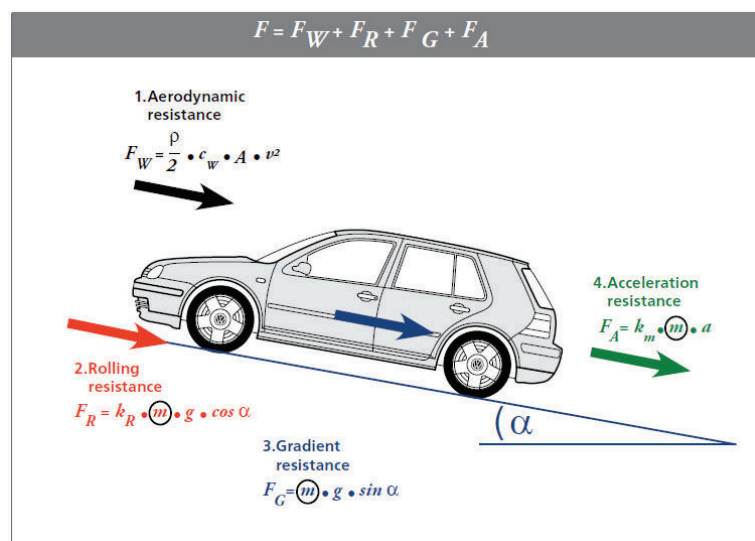 F = F_W + F_R + F_G + F_A
1.Aerodynamic
resistance
F_W = ρ/2 • c_w • A • v²
4.Acceleration
resistance
F_A = k_m • m • a
2.Rolling
resistance
F_R = k_R • m • g • cos α
α
3.Gradient
resistance
F_G = m • g • sin α